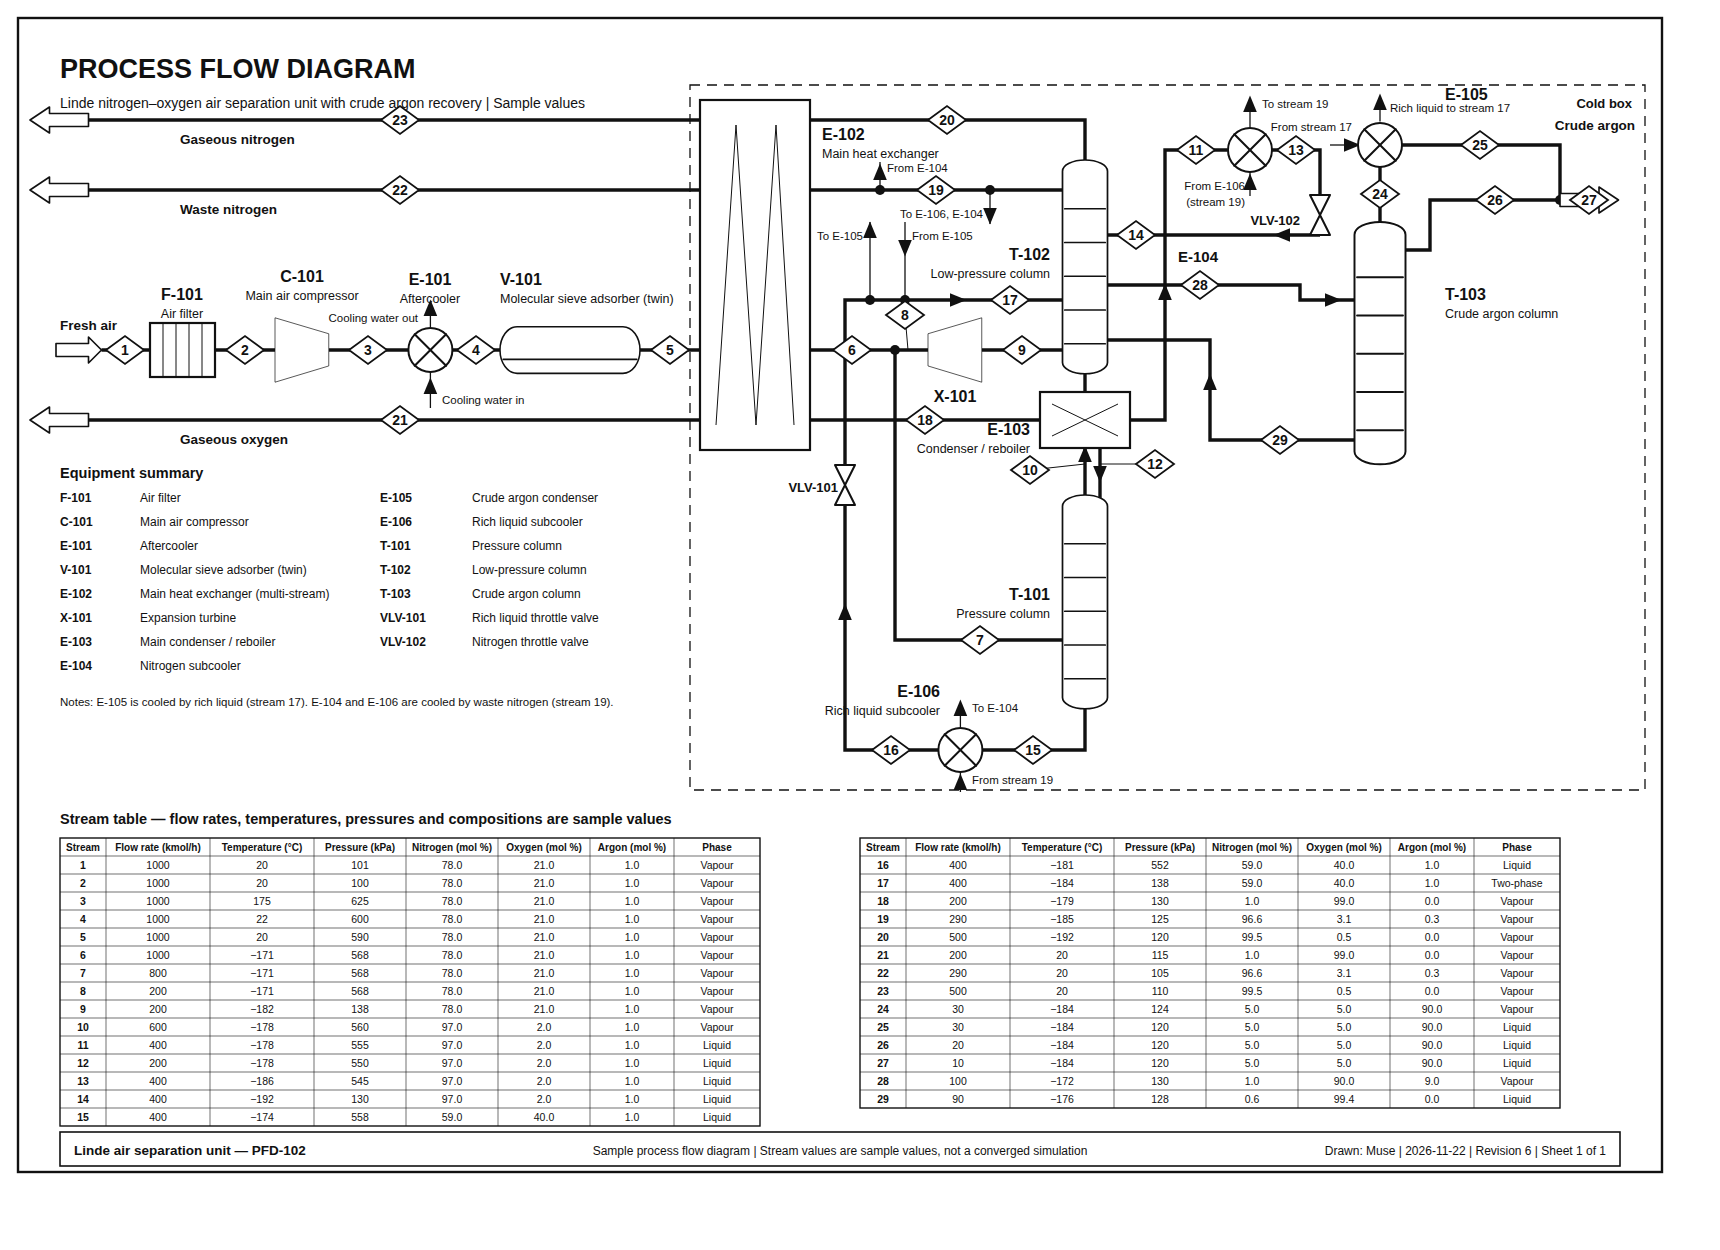 PROCESS FLOW DIAGRAM
Linde nitrogen–oxygen air separation unit with crude argon recovery | Sample values
23
Gaseous nitrogen
22
Waste nitrogen
F-101
Air filter
C-101
Main air compressor
E-101
Aftercooler
V-101
Molecular sieve adsorber (twin)
Cooling water out
Fresh air
1
2
3
4
5
Cooling water in
21
Gaseous oxygen
E-102
Main heat exchanger
20
From E-104
19
To E-106, E-104
To E-105
From E-105
T-102
Low-pressure column
17
8
6
9
X-101
18
E-103
Condenser / reboiler
10
12
VLV-101
T-101
Pressure column
7
E-106
Rich liquid subcooler
To E-104
16
15
From stream 19
To stream 19
From stream 17
11
13
From E-106
(stream 19)
VLV-102
14
E-104
28
29
E-105
Rich liquid to stream 17
Cold box
Crude argon
25
24
26
27
T-103
Crude argon column
Equipment summary
F-101 Air filter E-105 Crude argon condenser
C-101 Main air compressor E-106 Rich liquid subcooler
E-101 Aftercooler T-101 Pressure column
V-101 Molecular sieve adsorber (twin) T-102 Low-pressure column
E-102 Main heat exchanger (multi-stream) T-103 Crude argon column
X-101 Expansion turbine VLV-101 Rich liquid throttle valve
E-103 Main condenser / reboiler VLV-102 Nitrogen throttle valve
E-104 Nitrogen subcooler
Notes: E-105 is cooled by rich liquid (stream 17). E-104 and E-106 are cooled by waste nitrogen (stream 19).
Stream table — flow rates, temperatures, pressures and compositions are sample values
Stream Flow rate (kmol/h) Temperature (°C) Pressure (kPa) Nitrogen (mol %) Oxygen (mol %) Argon (mol %) Phase
1 1000 20 101 78.0 21.0 1.0 Vapour
2 1000 20 100 78.0 21.0 1.0 Vapour
3 1000 175 625 78.0 21.0 1.0 Vapour
4 1000 22 600 78.0 21.0 1.0 Vapour
5 1000 20 590 78.0 21.0 1.0 Vapour
6 1000 −171 568 78.0 21.0 1.0 Vapour
7 800 −171 568 78.0 21.0 1.0 Vapour
8 200 −171 568 78.0 21.0 1.0 Vapour
9 200 −182 138 78.0 21.0 1.0 Vapour
10 600 −178 560 97.0 2.0 1.0 Vapour
11 400 −178 555 97.0 2.0 1.0 Liquid
12 200 −178 550 97.0 2.0 1.0 Liquid
13 400 −186 545 97.0 2.0 1.0 Liquid
14 400 −192 130 97.0 2.0 1.0 Liquid
15 400 −174 558 59.0 40.0 1.0 Liquid
Stream Flow rate (kmol/h) Temperature (°C) Pressure (kPa) Nitrogen (mol %) Oxygen (mol %) Argon (mol %) Phase
16 400 −181 552 59.0 40.0 1.0 Liquid
17 400 −184 138 59.0 40.0 1.0 Two-phase
18 200 −179 130 1.0 99.0 0.0 Vapour
19 290 −185 125 96.6 3.1 0.3 Vapour
20 500 −192 120 99.5 0.5 0.0 Vapour
21 200 20 115 1.0 99.0 0.0 Vapour
22 290 20 105 96.6 3.1 0.3 Vapour
23 500 20 110 99.5 0.5 0.0 Vapour
24 30 −184 124 5.0 5.0 90.0 Vapour
25 30 −184 120 5.0 5.0 90.0 Liquid
26 20 −184 120 5.0 5.0 90.0 Liquid
27 10 −184 120 5.0 5.0 90.0 Liquid
28 100 −172 130 1.0 90.0 9.0 Vapour
29 90 −176 128 0.6 99.4 0.0 Liquid
Linde air separation unit — PFD-102
Sample process flow diagram | Stream values are sample values, not a converged simulation
Drawn: Muse | 2026-11-22 | Revision 6 | Sheet 1 of 1